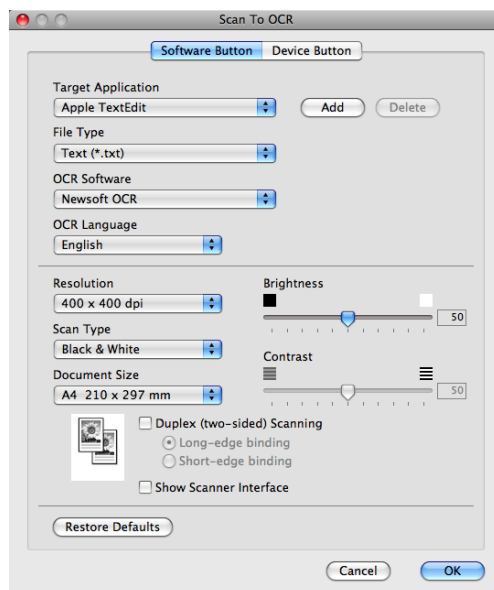 Scan To OCR
Software Button Device Button
Target Application
Apple TextEdit Add Delete
File Type
Text (*.txt)
OCR Software
Newsoft OCR
OCR Language
English
Resolution Brightness
400 x 400 dpi 50
Scan Type
Black & White
Contrast
Document Size
A4 210 x 297 mm 50
Duplex (two-sided) Scanning
Long-edge binding
Short-edge binding
Show Scanner Interface
Restore Defaults
Cancel OK